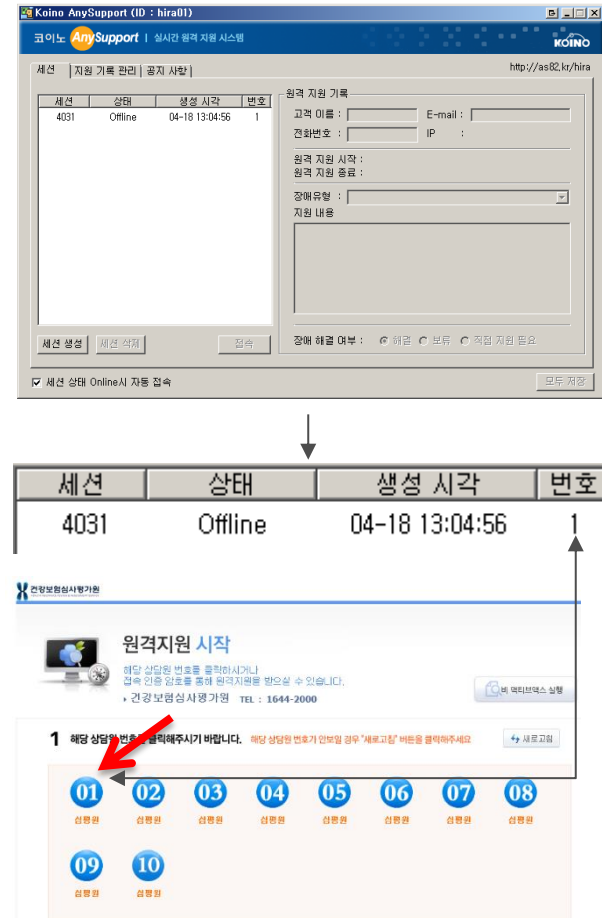 Koino AnySupport (ID : hira01)
코이노 AnySupport | 실시간 원격 지원 시스템
KOINO
세션 | 지원 기록 관리 | 공지 사항 |
http://as82.kr/hira
세션 상태 생성 시각 번호
4031 Offline 04-18 13:04:56 1
원격 지원 기록
고객 이름 : E-mail :
전화번호 : IP :
원격 지원 시작 :
원격 지원 종료 :
장애유형 :
지원 내용
세션 생성 세션 삭제 접속
장애 해결 여부 : 해결 보류 직접 지원 필요
세션 상태 Online시 자동 접속
모두 저장
세션 상태 생성 시각 번호
4031 Offline 04-18 13:04:56 1
건강보험심사평가원
원격지원 시작
해당 상담원 번호를 클릭하시거나
접속 인증 암호를 통해 원격지원을 받으실 수 있습니다.
건강보험심사평가원 TEL : 1644-2000
비 액티브엑스 실행
1 해당 상담원 번호를 클릭해주시기 바랍니다. 해당 상담원 번호가 안보일 경우 "새로고침" 버튼을 클릭해주세요
새로고침
01 02 03 04 05 06 07 08
심평원 심평원 심평원 심평원 심평원 심평원 심평원 심평원
09 10
심평원 심평원